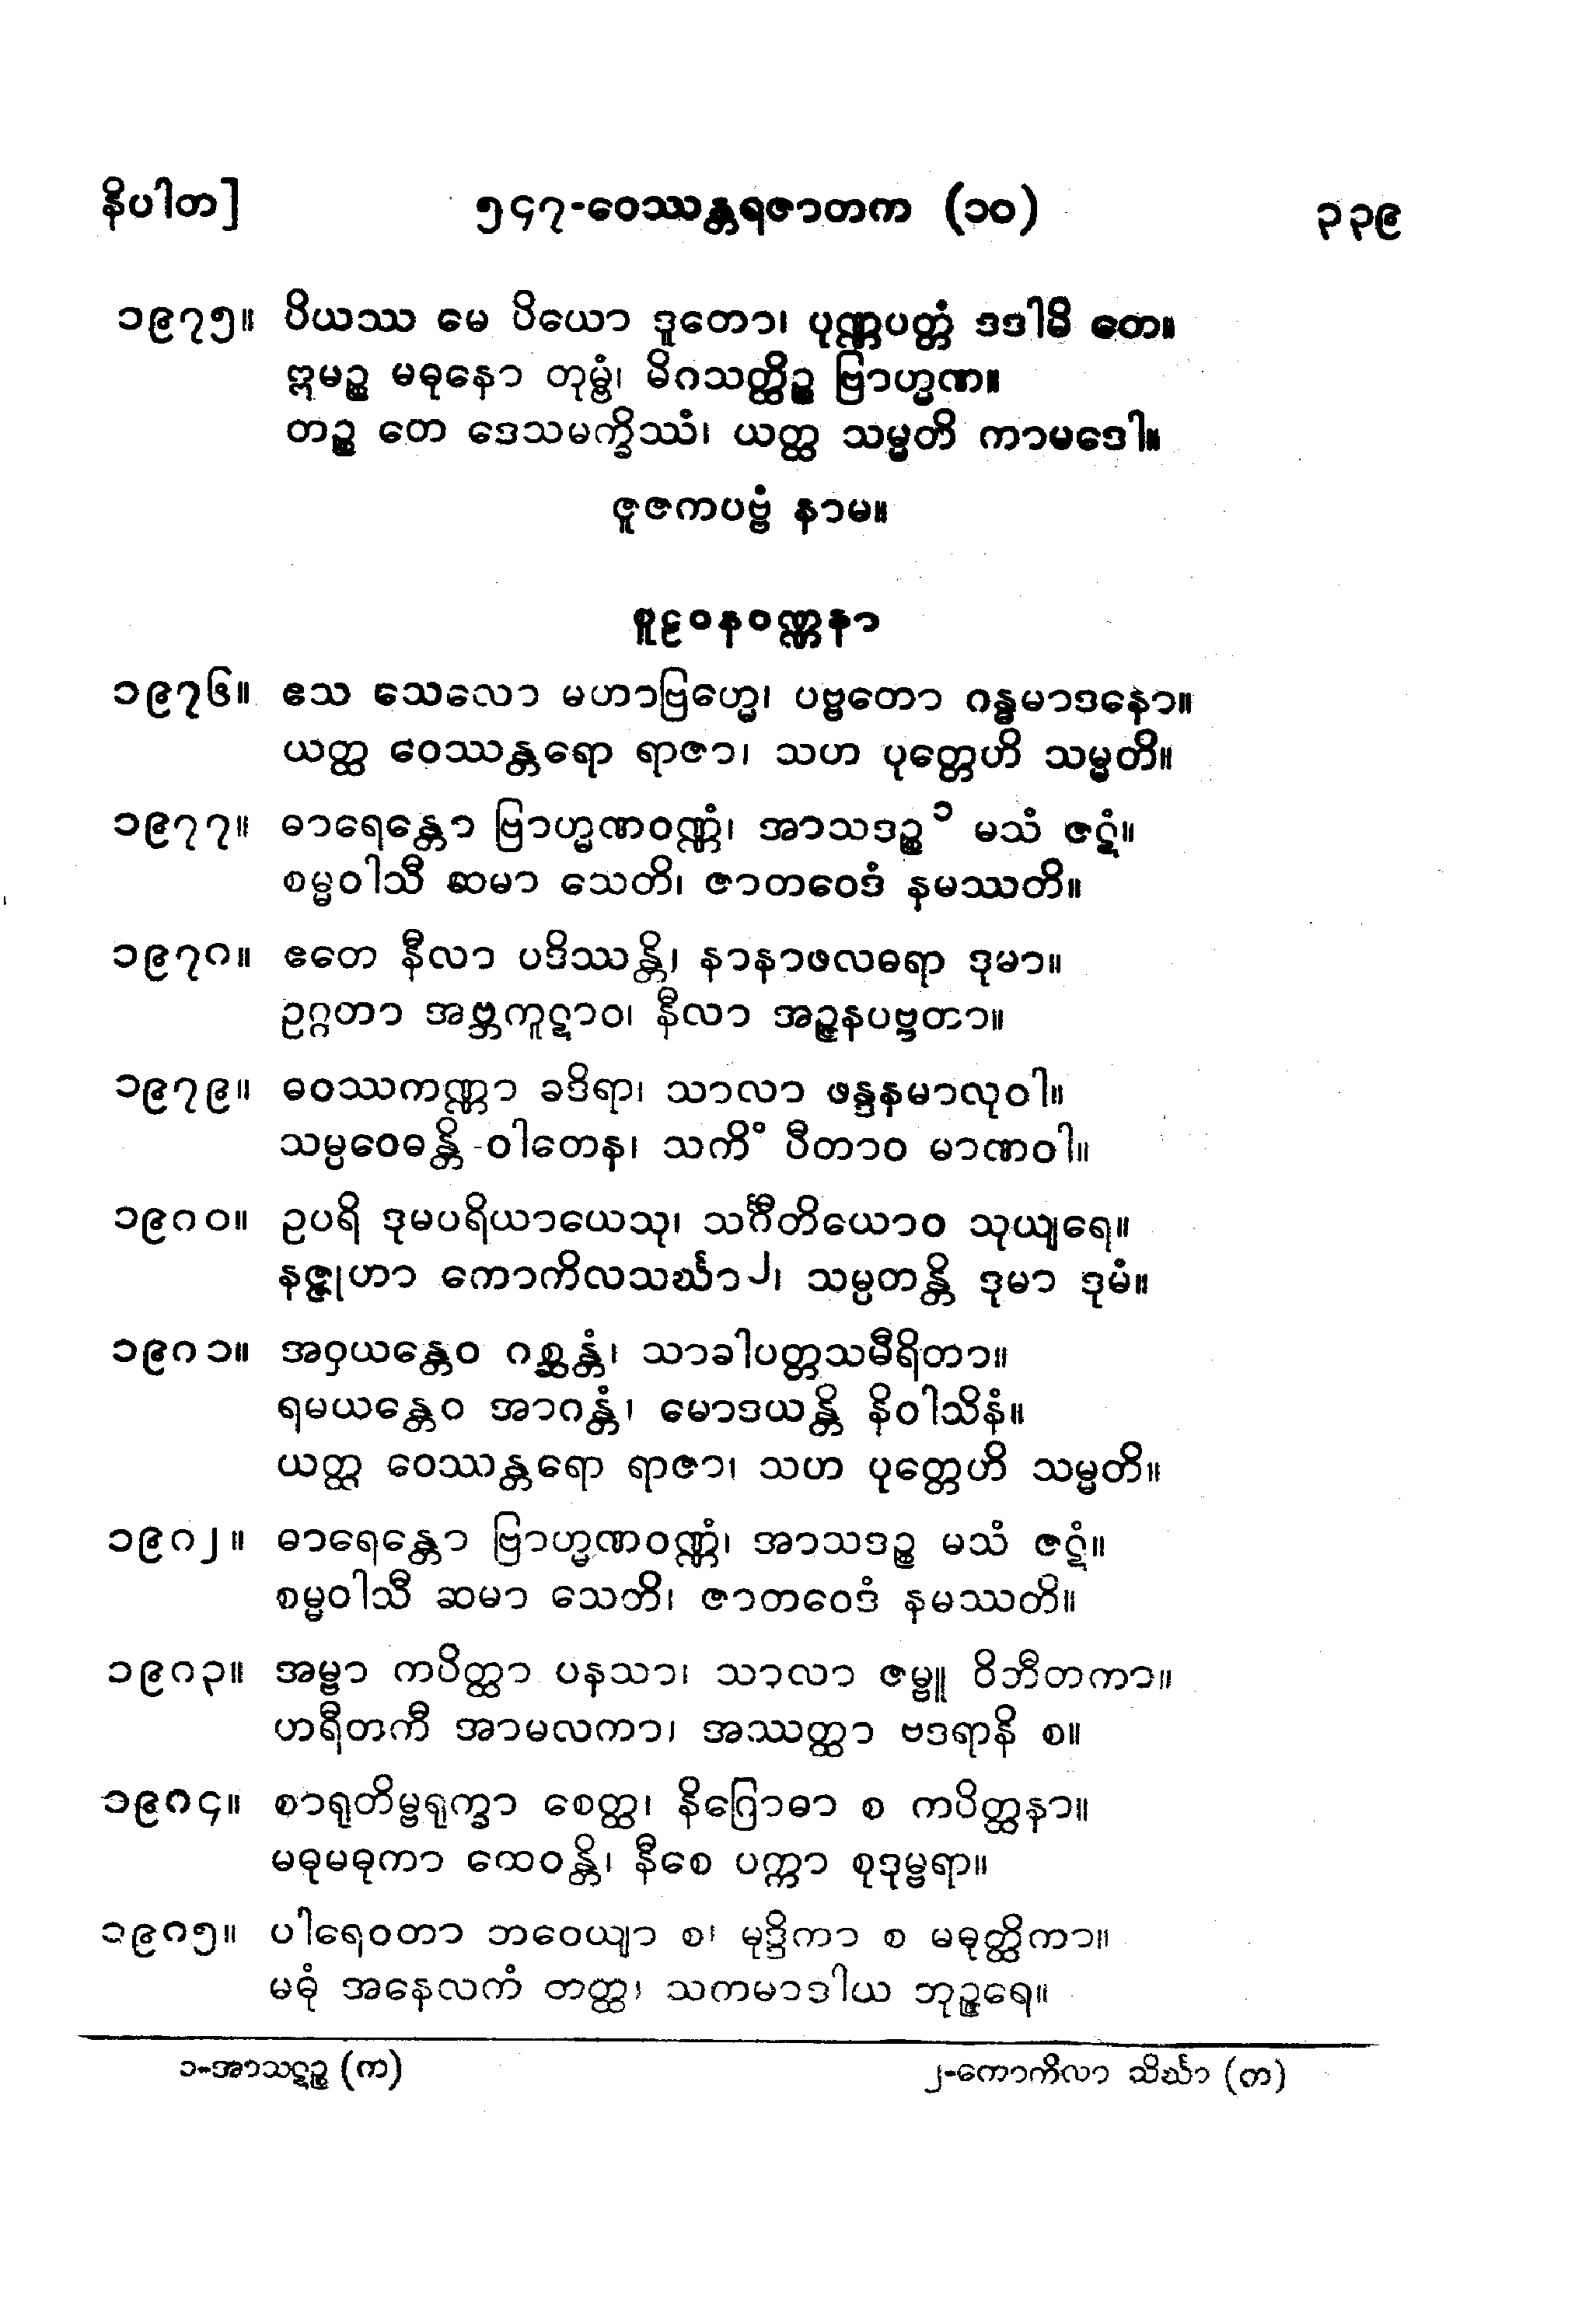 နိပါတ] ၅၄၇-ဝေဿန္တရဇာတက (၁၀) ၃၃၉
၁၉၇၅။ ပိယဿ မေ ပိယော ဒူတော၊ ပုဏ္ဏပတ္တံ ဒဒါမိ တေ။
ဣမဉ္စ မဓုနော တုမ္ဗံ၊ မိဂသတ္ထိဉ္စ ဗြာဟ္မဏ။
တဉ္စ တေ ဒေသမက္ခိဿံ၊ ယတ္ထ သမ္မတိ ကာမဒေါ။
ဇူဇကပဗ္ဗံ နာမ။
စူဠဝနဝဏ္ဏနာ
၁၉၇၆။ ဧသ သေလော မဟာဗြဟ္မေ၊ ပဗ္ဗတော ဂန္ဓမာဒနော။
ယတ္ထ ဝေဿန္တရော ရာဇာ၊ သဟ ပုတ္တေဟိ သမ္မတိ။
၁၉၇၇။ ဓာရေန္တော ဗြာဟ္မဏဝဏ္ဏံ၊ အာသဒဉ္စ ၁ မသံ ဇဋံ။
စမ္မဝါသီ ဆမာ သေတိ၊ ဇာတဝေဒံ နမဿတိ။
၁၉၇၈။ ဧတေ နီလာ ပဒိဿန္တိ၊ နာနာဖလဓရာ ဒုမာ။
ဥဂ္ဂတာ အဗ္ဘကူဋာဝ၊ နီလာ အဉ္ဇနပဗ္ဗတာ။
၁၉၇၉။ ဓဝဿကဏ္ဏာ ခဒိရာ၊ သာလာ ဖန္ဒနမာလုဝါ။
သမ္ပဝေဓန္တိ ဝါတေန၊ သကိံ ပီတာဝ မာဏဝါ။
၁၉၈၀။ ဥပရိ ဒုမပရိယာယေသု၊ သင်္ဂီတိယောဝ သုယျရေ။
နဇ္ဇုဟာ ကောကိလသင်္ဃာ ၂၊ သမ္ပတန္တိ ဒုမာ ဒုမံ။
၁၉၈၁။ အဝှယန္တေဝ ဂစ္ဆန္တံ၊ သာခါပတ္တသမီရိတာ။
ရမယန္တေဝ အာဂန္တံ၊ မောဒယန္တိ နိဝါသိနံ။
ယတ္ထ ဝေဿန္တရော ရာဇာ၊ သဟ ပုတ္တေဟိ သမ္မတိ။
၁၉၈၂။ ဓာရေန္တော ဗြာဟ္မဏဝဏ္ဏံ၊ အာသဒဉ္စ မသံ ဇဋံ။
စမ္မဝါသီ ဆမာ သေတိ၊ ဇာတဝေဒံ နမဿတိ။
၁၉၈၃။ အမ္ဗာ ကပိတ္ထာ ပနသာ၊ သာလာ ဇမ္ဗူ ဝိဘီတကာ။
ဟရီတကီ အာမလကာ၊ အဿတ္ထာ ဗဒရာနိ စ။
၁၉၈၄။ စာရုတိမ္ဗရုက္ခာ စေတ္ထ၊ နိဂြောဓာ စ ကပိတ္ထနာ။
မဓုမဓုကာ ထေဝန္တိ၊ နီစေ ပက္ကာ စုဒုမ္ဗရာ။
၁၉၈၅။ ပါရေဝတာ ဘဝေယျာ စ၊ မုဒ္ဒိကာ စ မဓုတ္ထိကာ။
မဓုံ အနေလကံ တတ္ထ၊ သကမာဒါယ ဘုဉ္ဇရေ။
၁-အာသဋဉ္စ (က) ၂-ကောကိလာ သိင်္ဃာ (က)